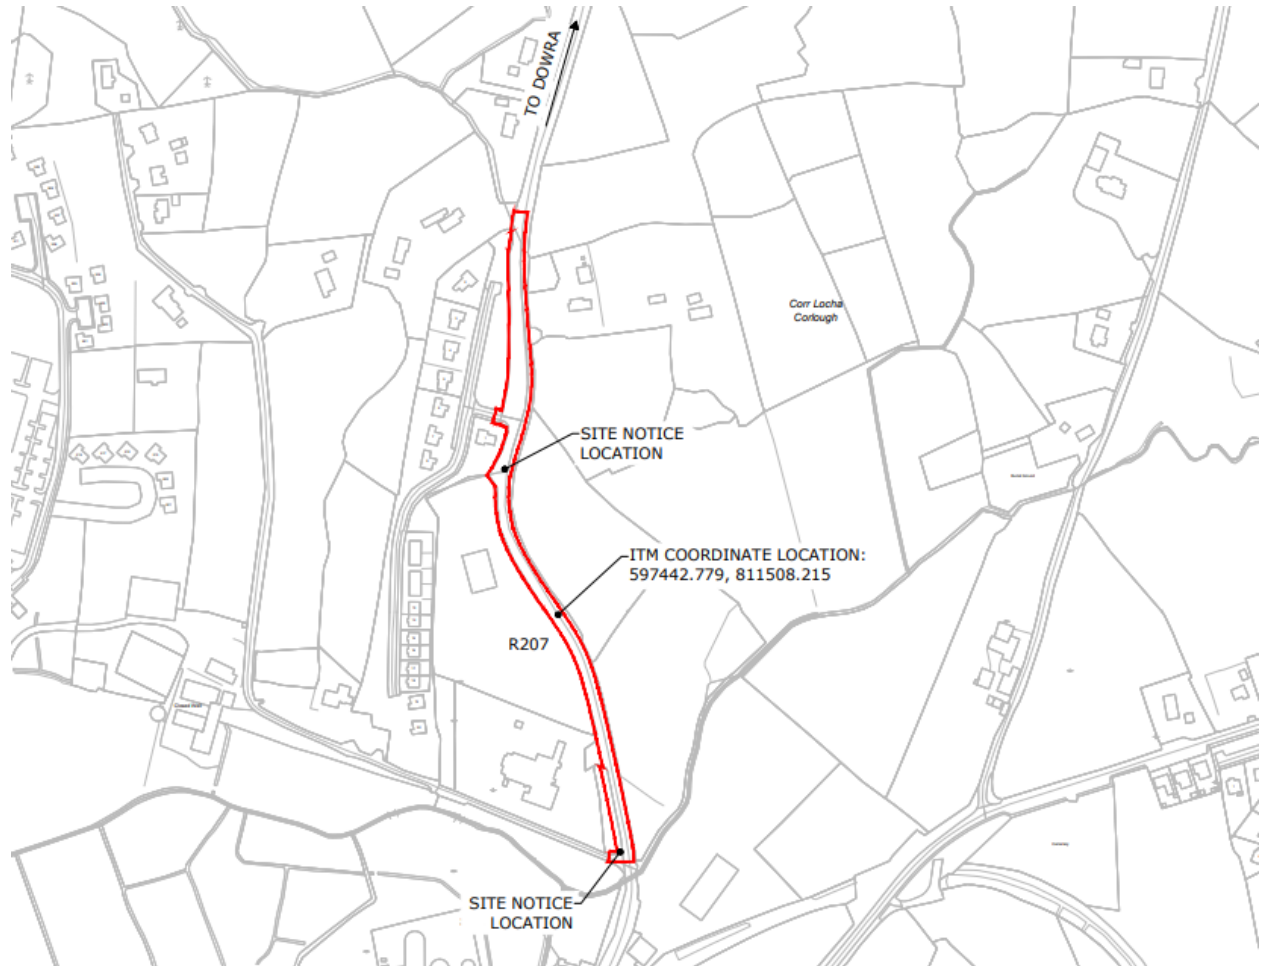 TO DOWRA
Corr Locha
Corlough
SITE NOTICE
LOCATION
ITM COORDINATE LOCATION:
597442.779, 811508.215
R207
SITE NOTICE
LOCATION